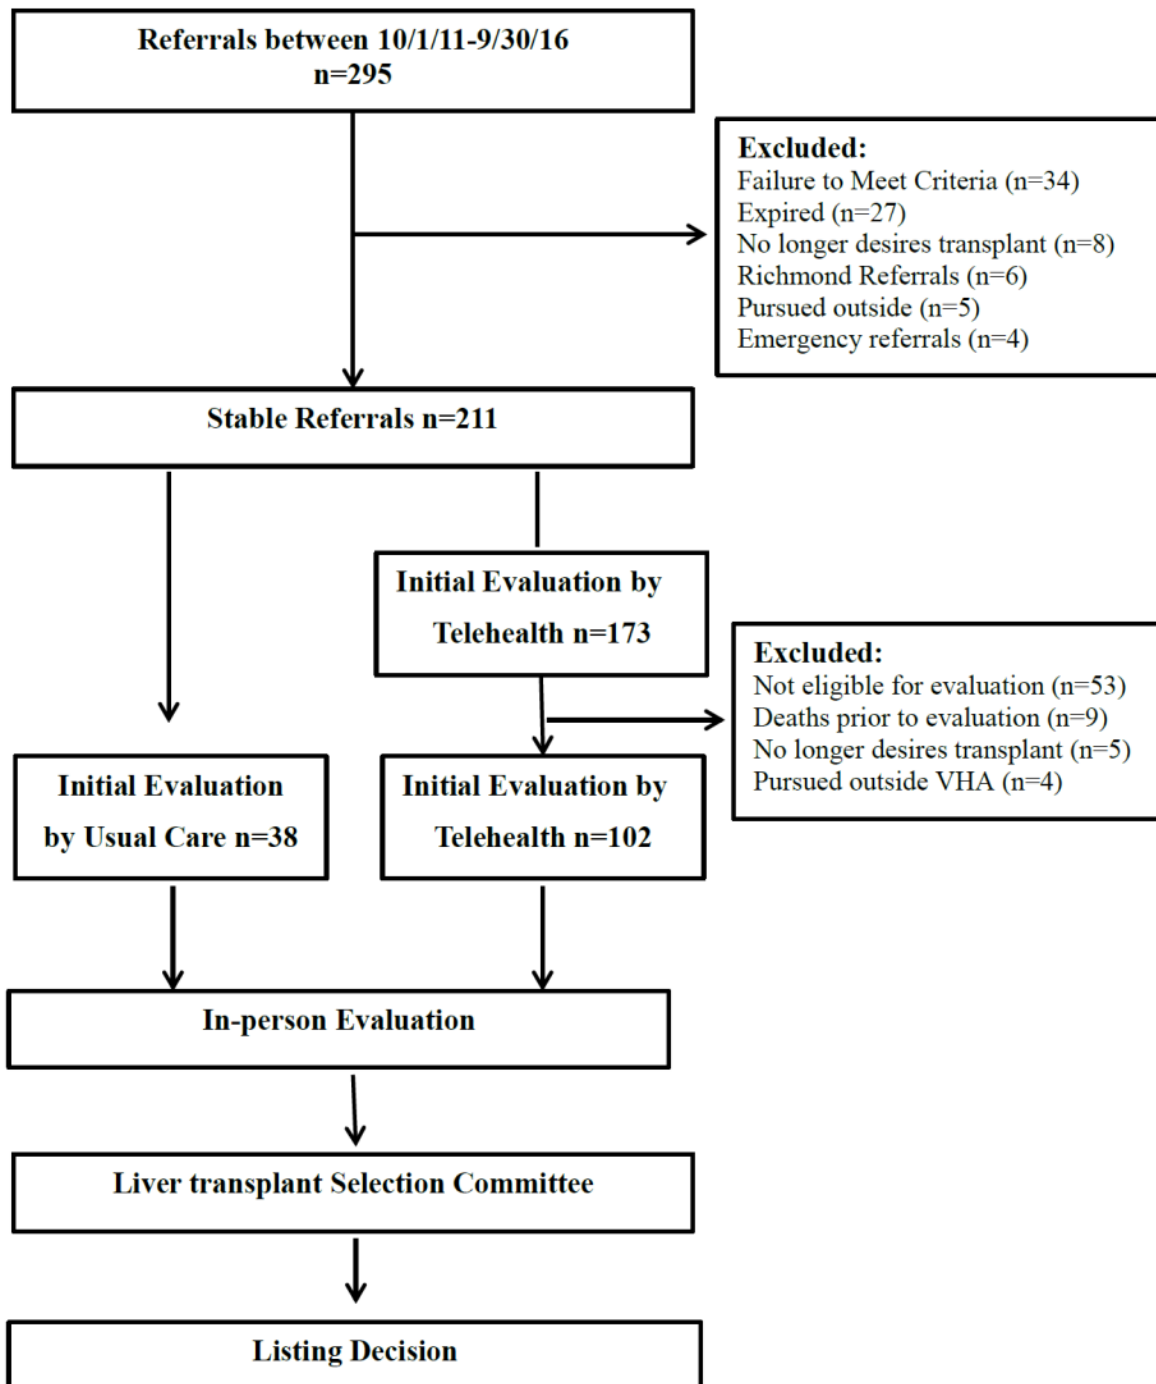 Referrals between 10/1/11-9/30/16
n=295
Excluded:
Failure to Meet Criteria (n=34)
Expired (n=27)
No longer desires transplant (n=8)
Richmond Referrals (n=6)
Pursued outside (n=5)
Emergency referrals (n=4)
Stable Referrals n=211
Initial Evaluation by
Telehealth n=173
Excluded:
Not eligible for evaluation (n=53)
Deaths prior to evaluation (n=9)
No longer desires transplant (n=5)
Pursued outside VHA (n=4)
Initial Evaluation
by Usual Care n=38
Initial Evaluation by
Telehealth n=102
In-person Evaluation
Liver transplant Selection Committee
Listing Decision